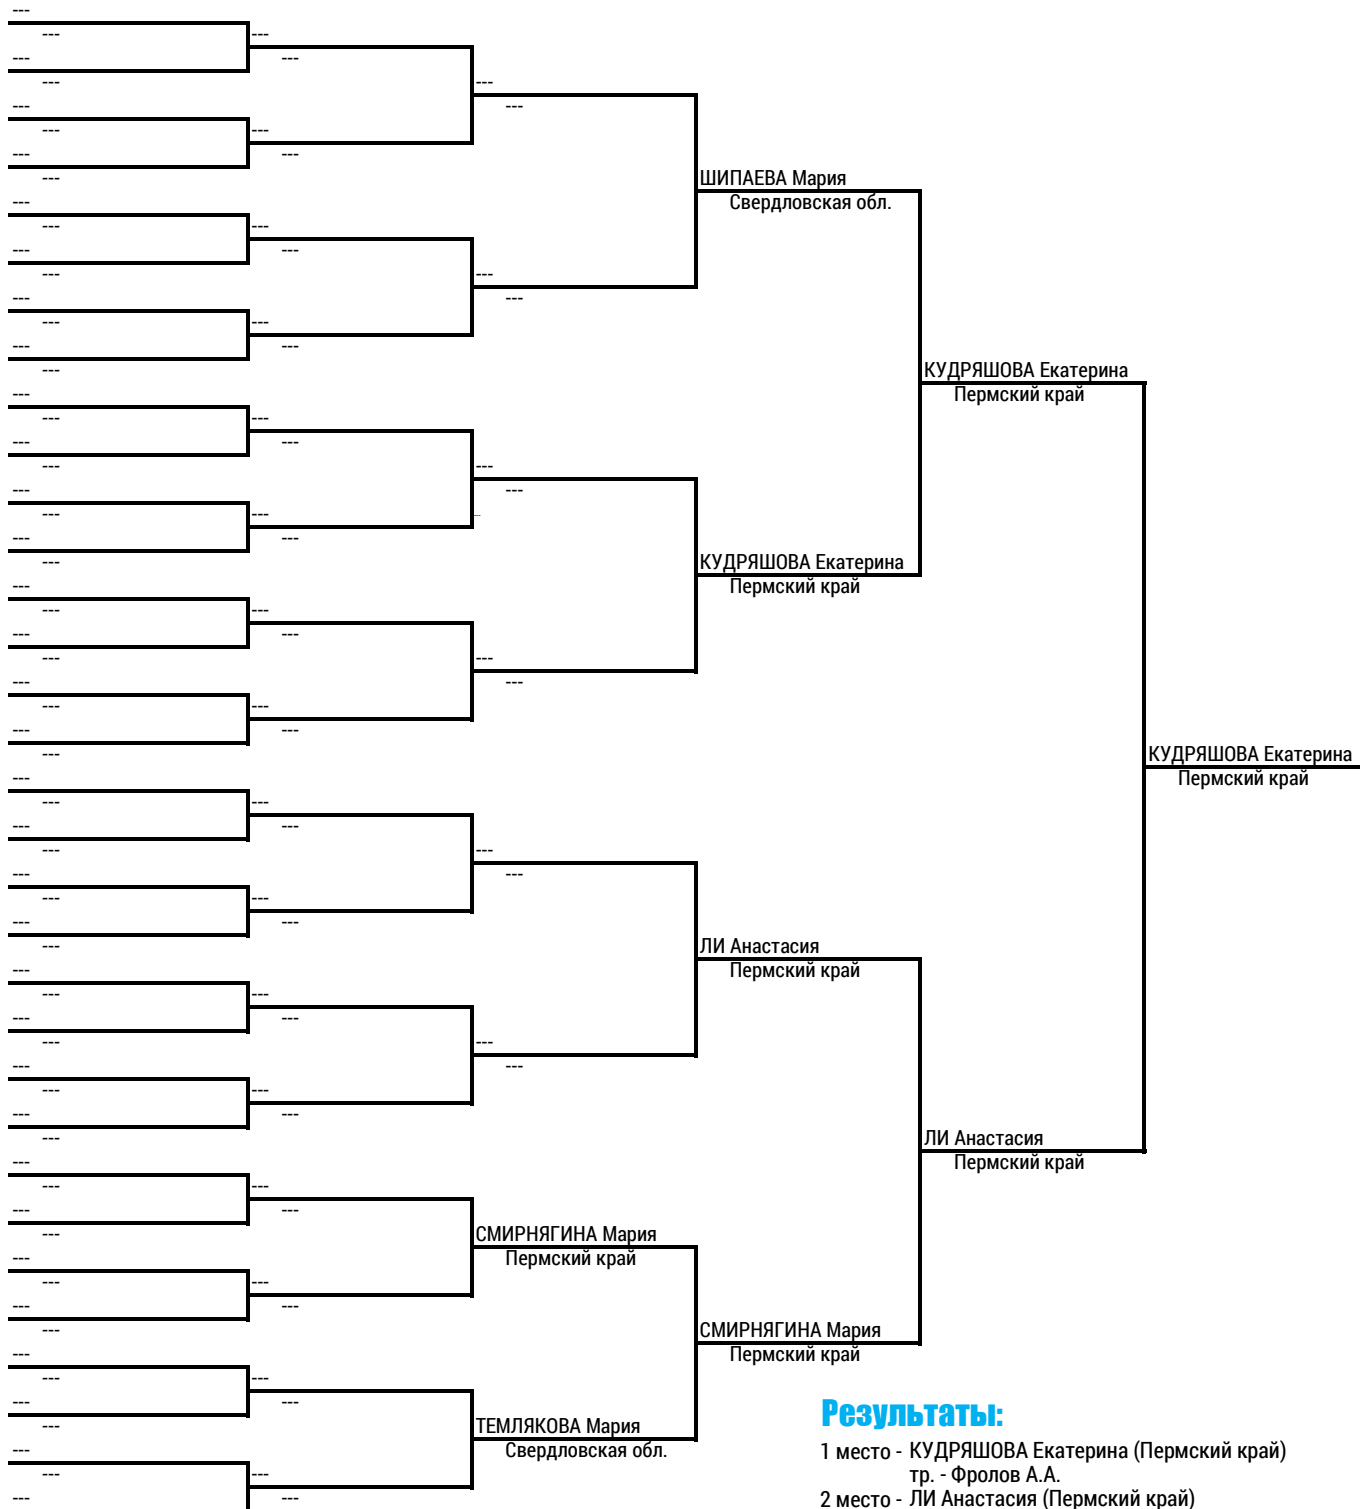 ШИПАЕВА Мария
Свердловская обл.
КУДРЯШОВА Екатерина
Пермский край
КУДРЯШОВА Екатерина
Пермский край
КУДРЯШОВА Екатерина
Пермский край
ЛИ Анастасия
Пермский край
ЛИ Анастасия
Пермский край
СМИРНЯГИНА Мария
Пермский край
СМИРНЯГИНА Мария
Пермский край
ТЕМЛЯКОВА Мария
Свердловская обл.
Результаты:
1 место - КУДРЯШОВА Екатерина (Пермский край)
тр. - Фролов А.А.
2 место - ЛИ Анастасия (Пермский край)